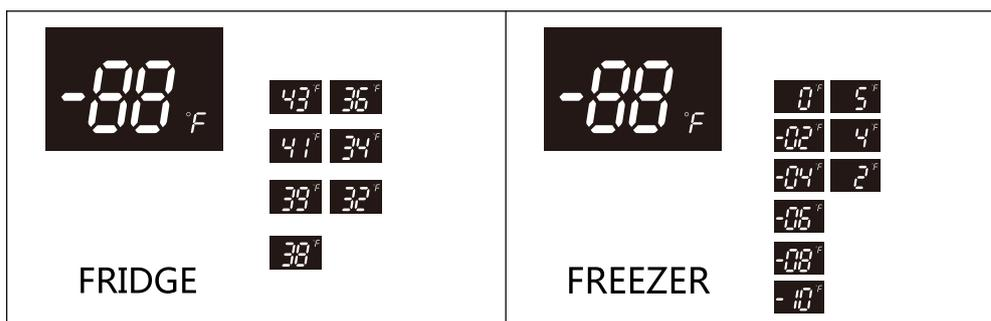 -88 °F
43 °F 36 °F
41 °F 34 °F
39 °F 32 °F
38 °F
FRIDGE
-88 °F
0 °F 5 °F
-02 °F 4 °F
-04 °F 2 °F
-06 °F
-08 °F
-10 °F
FREEZER